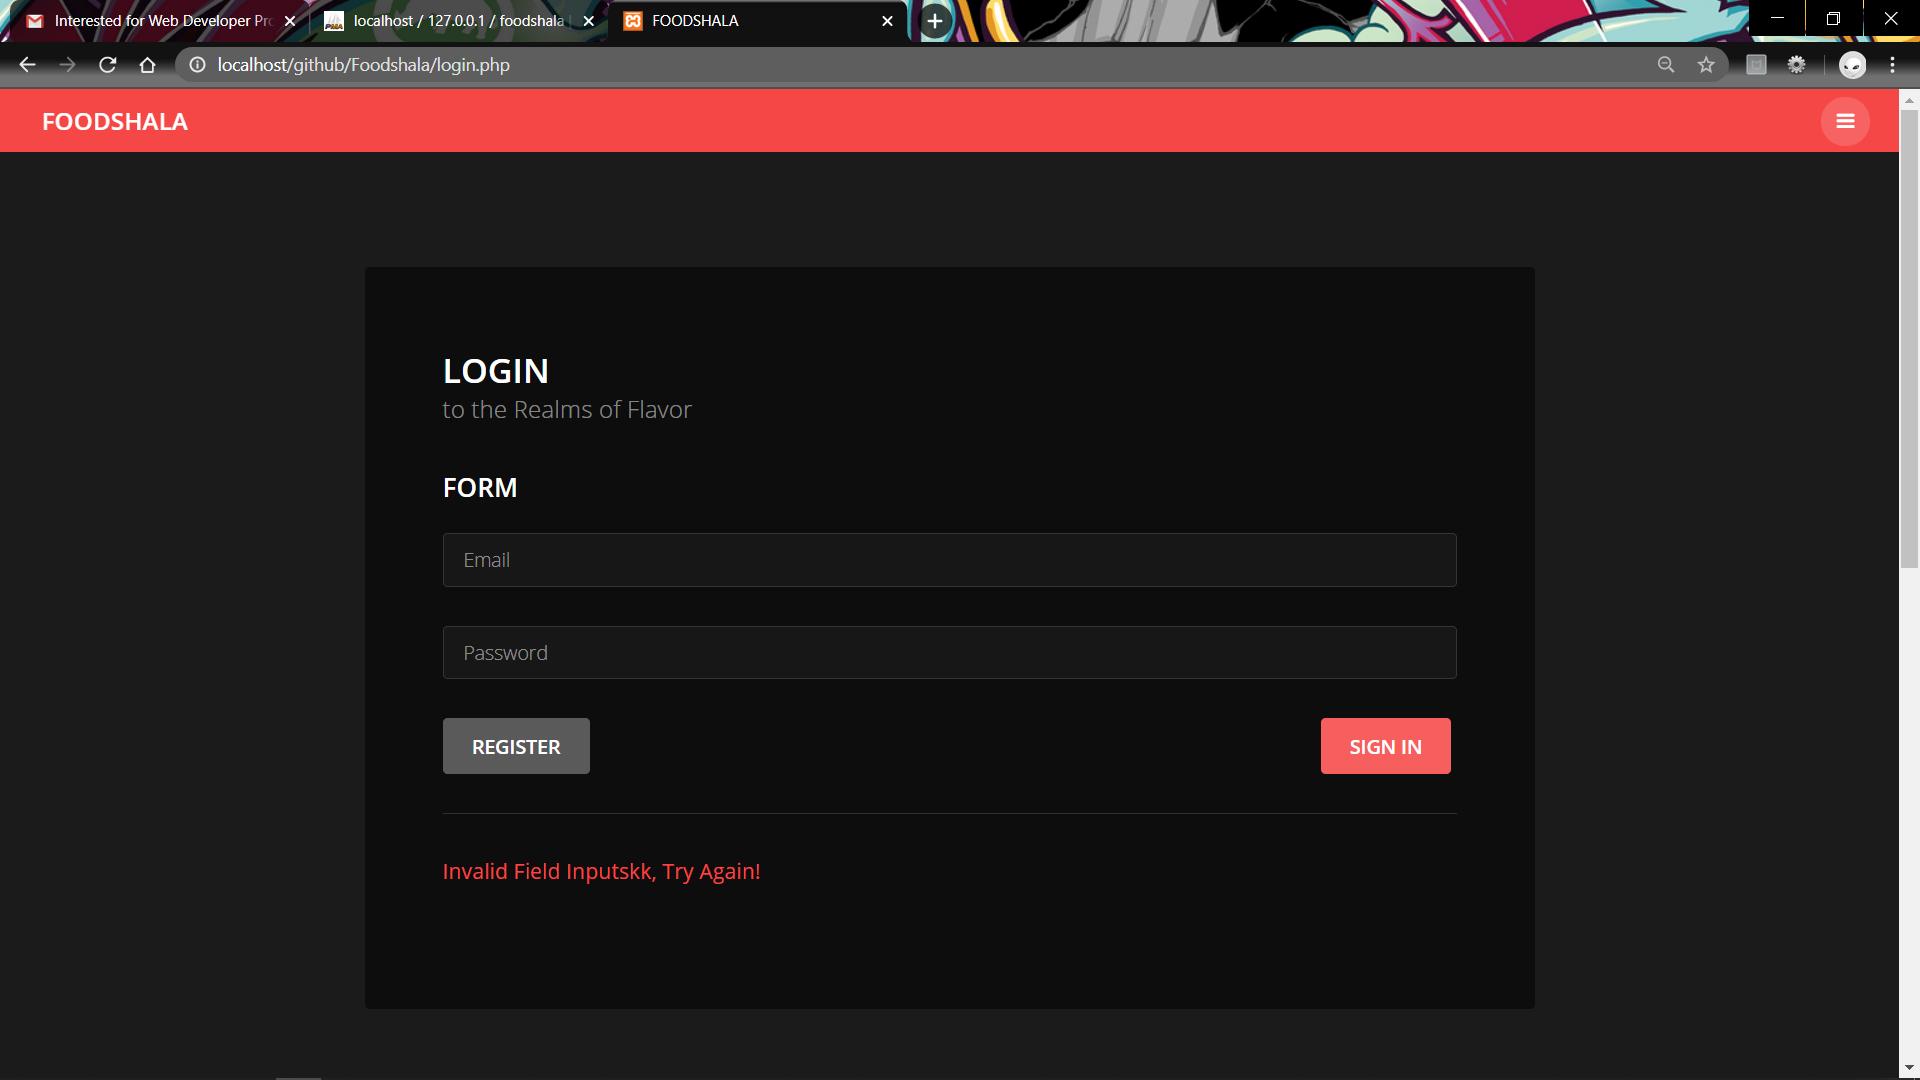 Interested for Web Developer Pro
localhost / 127.0.0.1 / foodshala
FOODSHALA
localhost/github/Foodshala/login.php
FOODSHALA
LOGIN
to the Realms of Flavor
FORM
Email
Password
REGISTER
SIGN IN
Invalid Field Inputskk, Try Again!